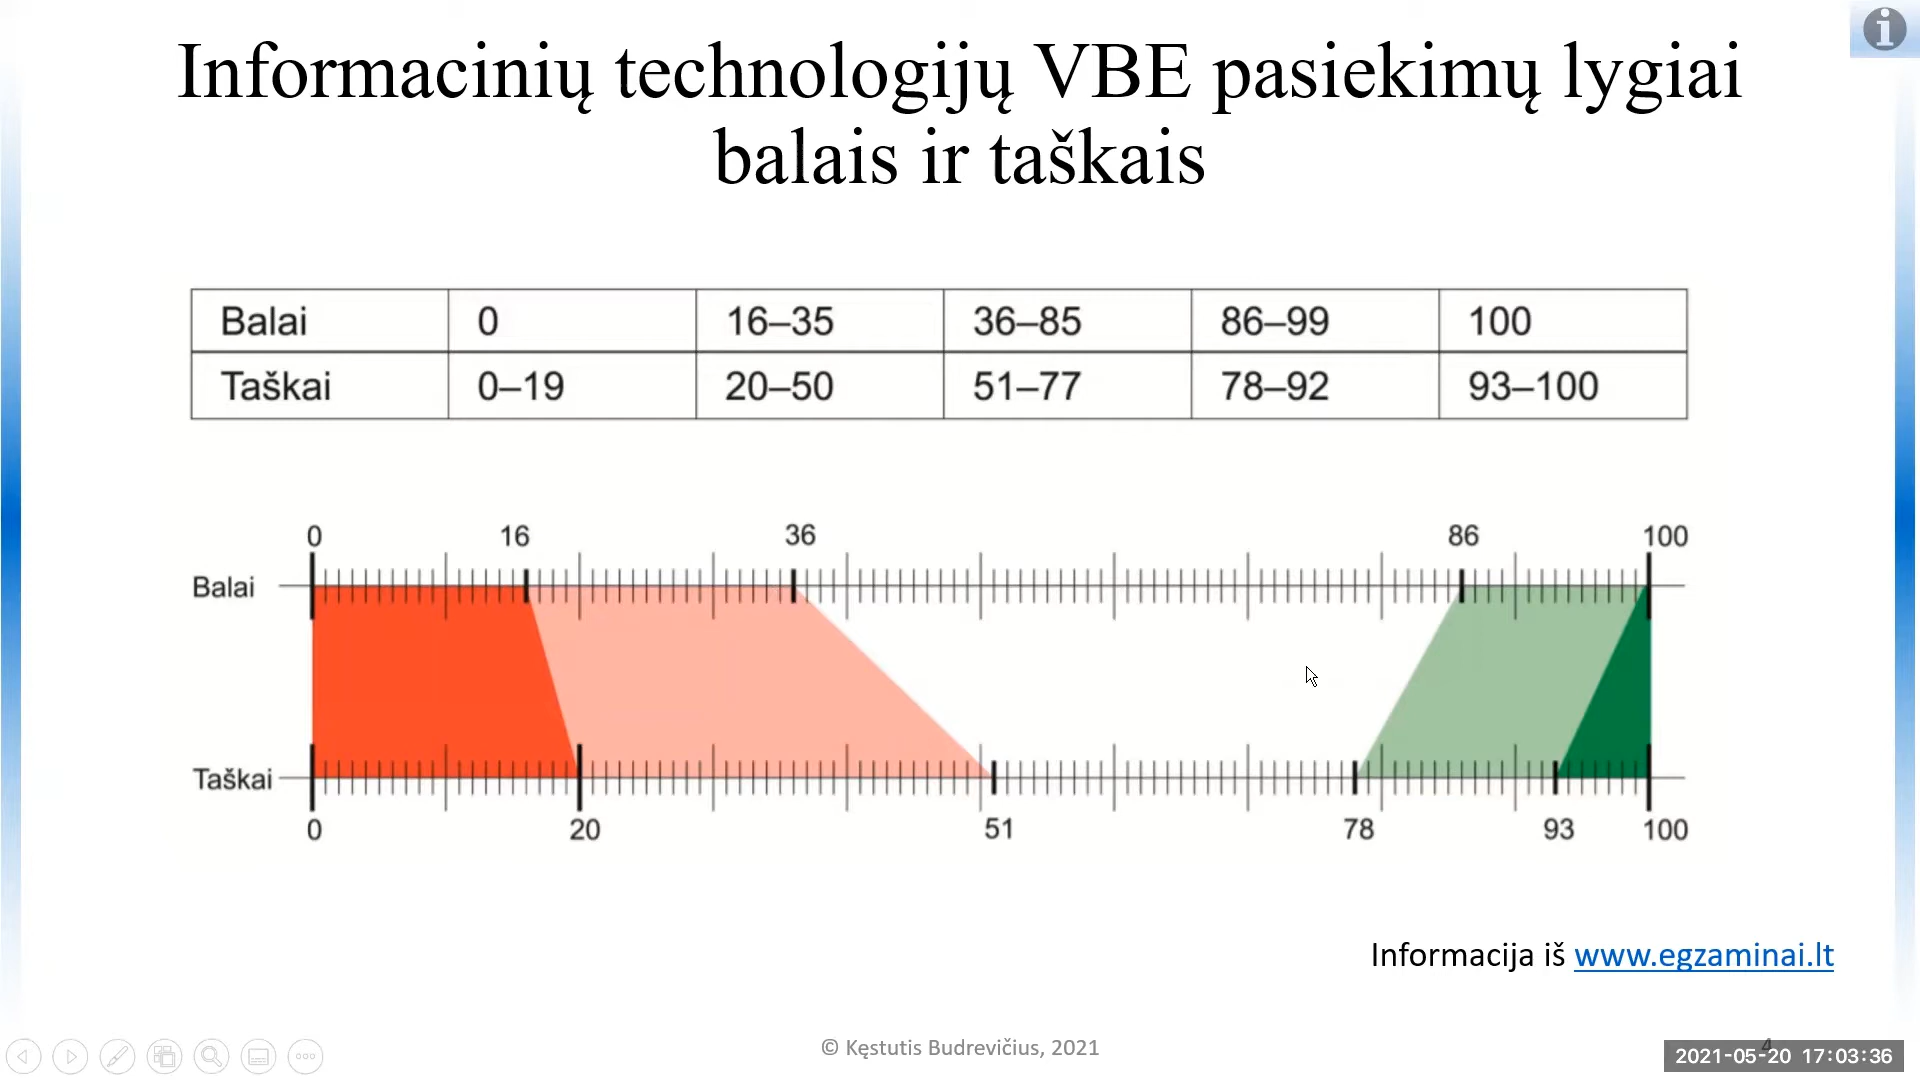 Informacinių technologijų VBE pasiekimų lygiai
balais ir taškais
Balai 0 16–35 36–85 86–99 100
Taškai 0–19 20–50 51–77 78–92 93–100
0 16 36 86 100
Balai
Taškai
0 20 51 78 93 100
Informacija iš www.egzaminai.lt
© Kęstutis Budrevičius, 2021
4
2021-05-20 17:03:36